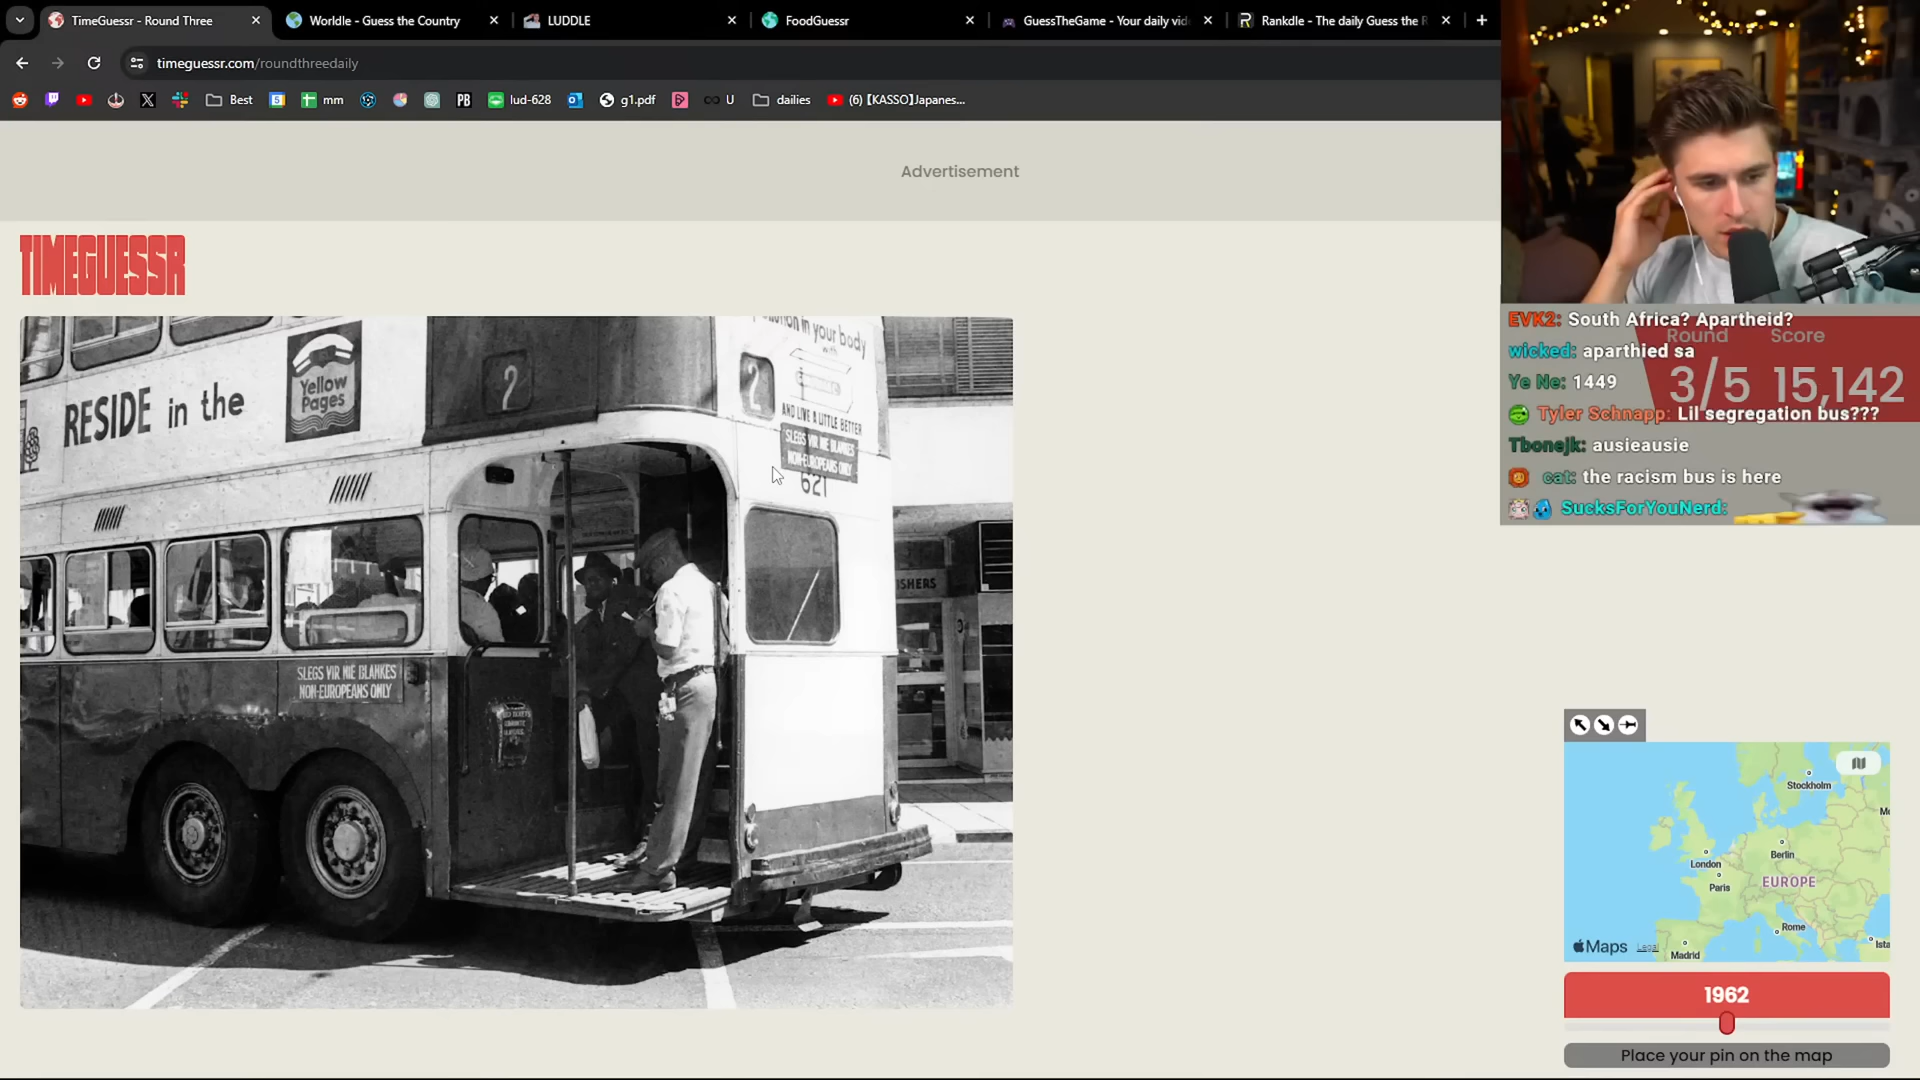 TimeGuessr - Round Three
Worldle - Guess the Country
LUDDLE
FoodGuessr
GuessTheGame - Your daily vid
Rankdle - The daily Guess the R
timeguessr.com/roundthreedaily
Best
mm
PB
lud-628
g1.pdf
U
dailies
(6) 【KASSO】Japanes...
Advertisement
TIMEGUESSR
RESIDE in the
Yellow
Pages
2
2
in your body
with
AND LIVE A LITTLE BETTER
SLEGS VIR NIE BLANKES
NON-EUROPEANS ONLY
621
SLEGS VIR NIE BLANKES
NON-EUROPEANS ONLY
ISHERS
EVK2: South Africa? Apartheid?
Round Score
wicked: aparthied sa
3/5 15,142
Ye Ne: 1449
Tyler Schnapp: Lil segregation bus???
Tbonejk: ausieausie
cat: the racism bus is here
SucksForYouNerd:
Stockholm
London
Berlin
Paris
EUROPE
Rome
Madrid
Ista
Maps
Legal
1962
Place your pin on the map